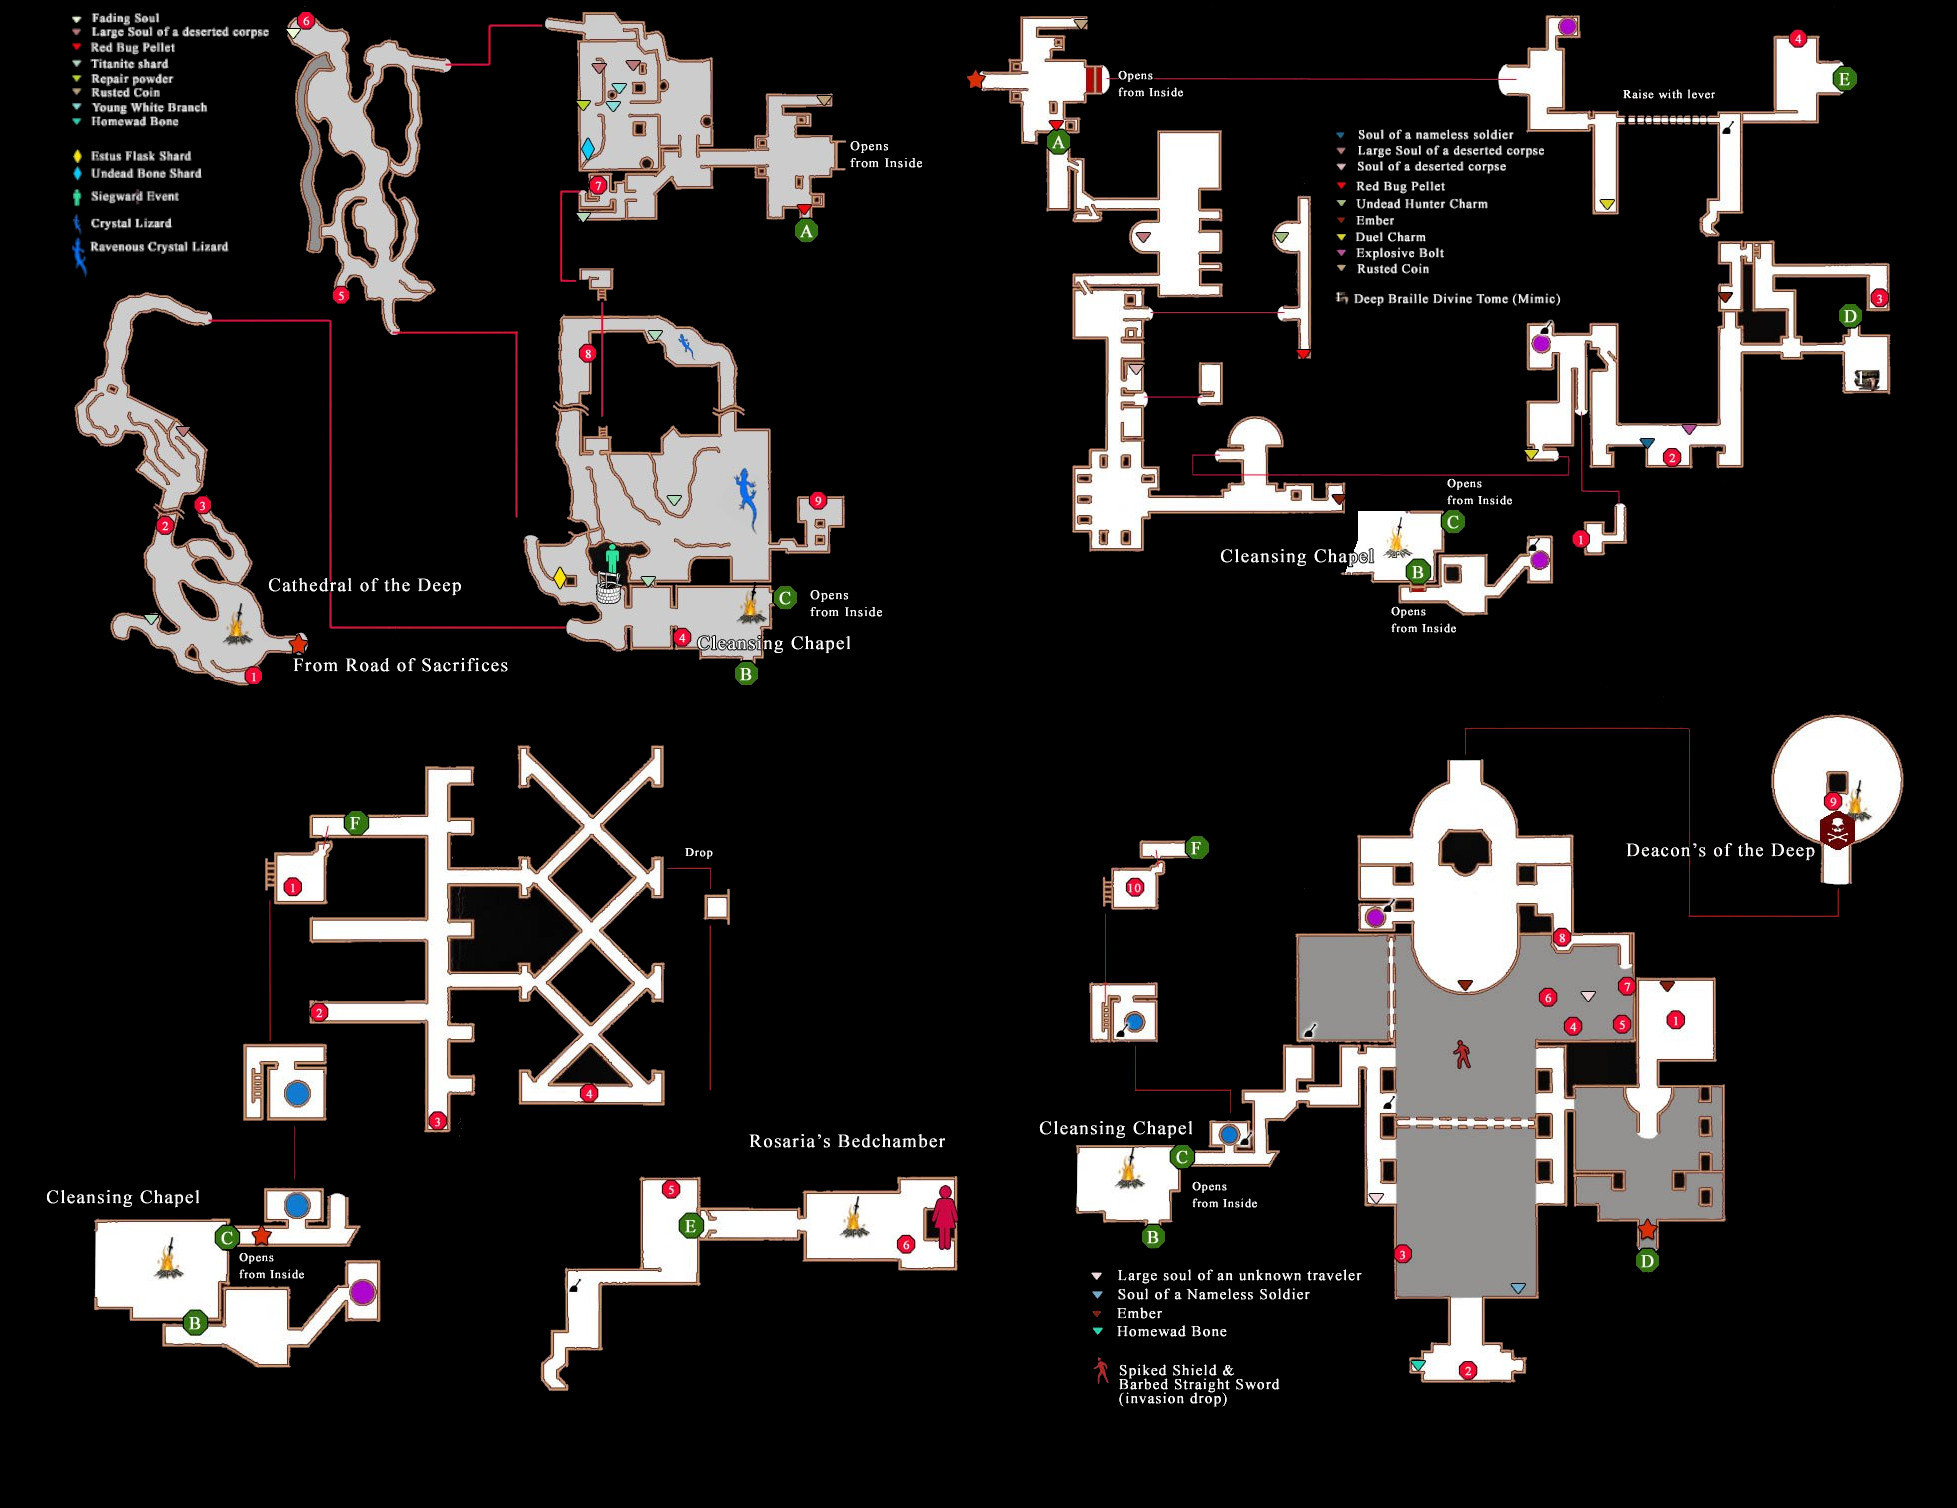 Fading Soul
Large Soul of a deserted corpse
Red Bug Pellet
Titanite shard
Repair powder
Rusted Coin
Young White Branch
Homewad Bone
Estus Flask Shard
Undead Bone Shard
Siegward Event
Crystal Lizard
Ravenous Crystal Lizard
6
5
7
Opens
from Inside
A
8
2
3
9
Cathedral of the Deep
C
Opens
from Inside
4
Cleansing Chapel
From Road of Sacrifices
1
B
Opens
from Inside
A
4
E
Raise with lever
Soul of a nameless soldier
Large Soul of a deserted corpse
Soul of a deserted corpse
Red Bug Pellet
Undead Hunter Charm
Ember
Duel Charm
Explosive Bolt
Rusted Coin
Deep Braille Divine Tome (Mimic)
3
D
2
Opens
from Inside
C
1
Cleansing Chapel
B
Opens
from Inside
F
1
2
3
4
Drop
Rosaria's Bedchamber
Cleansing Chapel
C
Opens
from Inside
B
5
E
6
9
Deacon's of the Deep
F
10
8
7
6
4
5
1
Cleansing Chapel
C
Opens
from Inside
B
3
D
2
Large soul of an unknown traveler
Soul of a Nameless Soldier
Ember
Homewad Bone
Spiked Shield &
Barbed Straight Sword
(invasion drop)